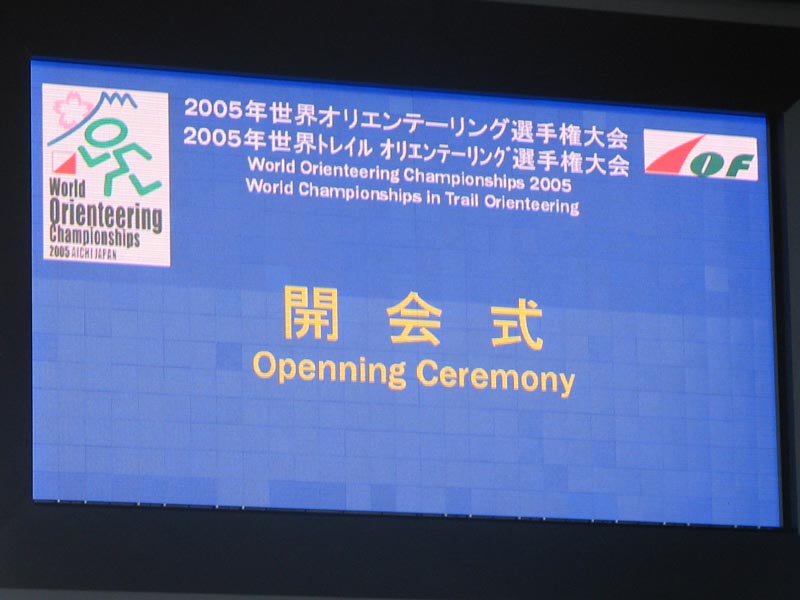 2005年世界オリエンテーリング選手権大会
2005年世界トレイル オリエンテーリング選手権大会
World Orienteering Championships 2005
World Championships in Trail Orienteering
IOF
World
Orienteering
Championships
2005 AICHI JAPAN
開 会 式
Openning Ceremony